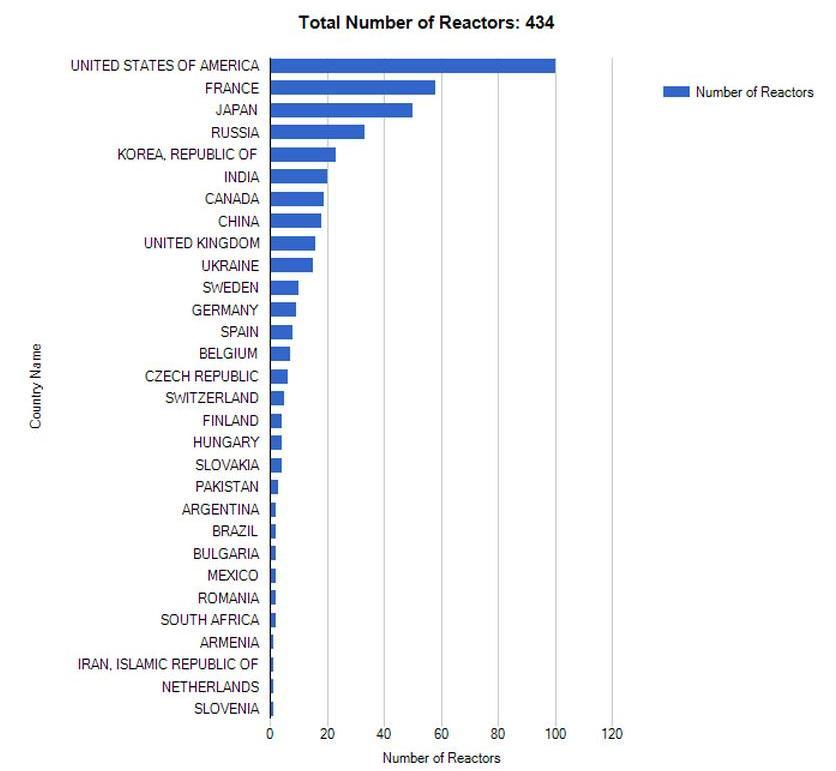 Total Number of Reactors: 434
UNITED STATES OF AMERICA
FRANCE
JAPAN
RUSSIA
KOREA, REPUBLIC OF
INDIA
CANADA
CHINA
UNITED KINGDOM
UKRAINE
SWEDEN
GERMANY
SPAIN
BELGIUM
CZECH REPUBLIC
SWITZERLAND
FINLAND
HUNGARY
SLOVAKIA
PAKISTAN
ARGENTINA
BRAZIL
BULGARIA
MEXICO
ROMANIA
SOUTH AFRICA
ARMENIA
IRAN, ISLAMIC REPUBLIC OF
NETHERLANDS
SLOVENIA
Country Name
0 20 40 60 80 100 120
Number of Reactors
Number of Reactors